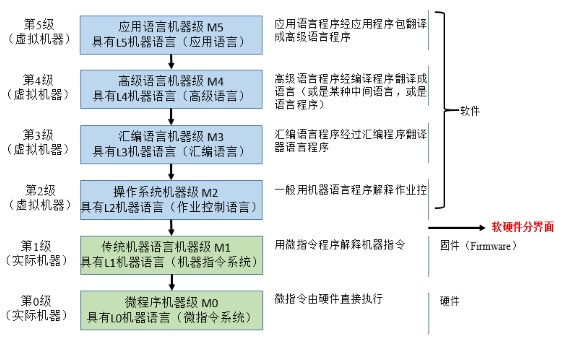 第5级
（虚拟机器）
应用语言机器级 M5
具有L5机器语言（应用语言）
应用语言程序经应用程序包翻译
成高级语言程序
第4级
（虚拟机器）
高级语言机器级 M4
具有L4机器语言（高级语言）
高级语言程序经编译程序翻译成
语言（或是某种中间语言，或是
语言程序）
软件
第3级
（虚拟机器）
汇编语言机器级 M3
具有L3机器语言（汇编语言）
汇编语言程序经过汇编程序翻译
器语言程序
第2级
（虚拟机器）
操作系统机器级 M2
具有L2机器语言（作业控制语言）
一般用机器语言程序解释作业控
软硬件分界面
第1级
（实际机器）
传统机器语言机器级 M1
具有L1机器语言（机器指令系统）
用微指令程序解释机器指令
固件（Firmware）
第0级
（实际机器）
微程序机器级 M0
具有L0机器语言（微指令系统）
微指令由硬件直接执行
硬件